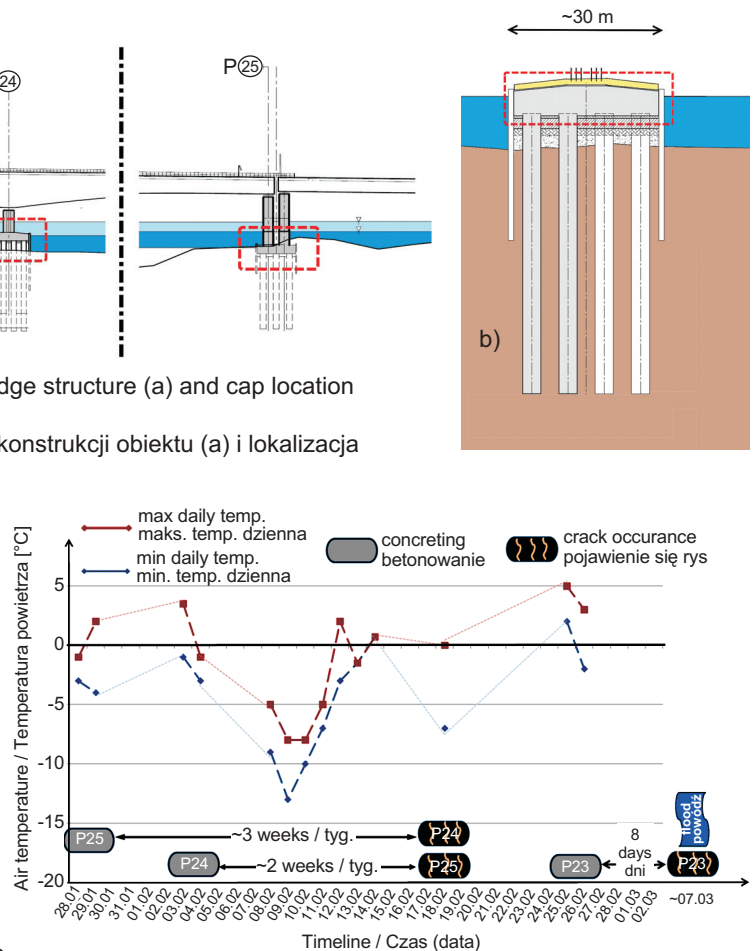 ~30 m
24
P 25
b)
dge structure (a) and cap location
konstrukcji obiektu (a) i lokalizacja
max daily temp.
maks. temp. dzienna
min daily temp.
min. temp. dzienna
concreting
betonowanie
crack occurance
pojawienie się rys
Air temperature / Temperatura powietrza [°C]
5
0
-5
-10
-15
-20
P25
~3 weeks / tyg.
P24
P24
~2 weeks / tyg.
P25
P23
8
days
dni
flood
powódź
P23
28.01
29.01
30.01
31.01
01.02
02.02
03.02
04.02
05.02
06.02
07.02
08.02
09.02
10.02
11.02
12.02
13.02
14.02
15.02
16.02
17.02
18.02
19.02
20.02
21.02
22.02
23.02
24.02
25.02
26.02
27.02
28.02
01.03
02.03
~07.03
Timeline / Czas (data)